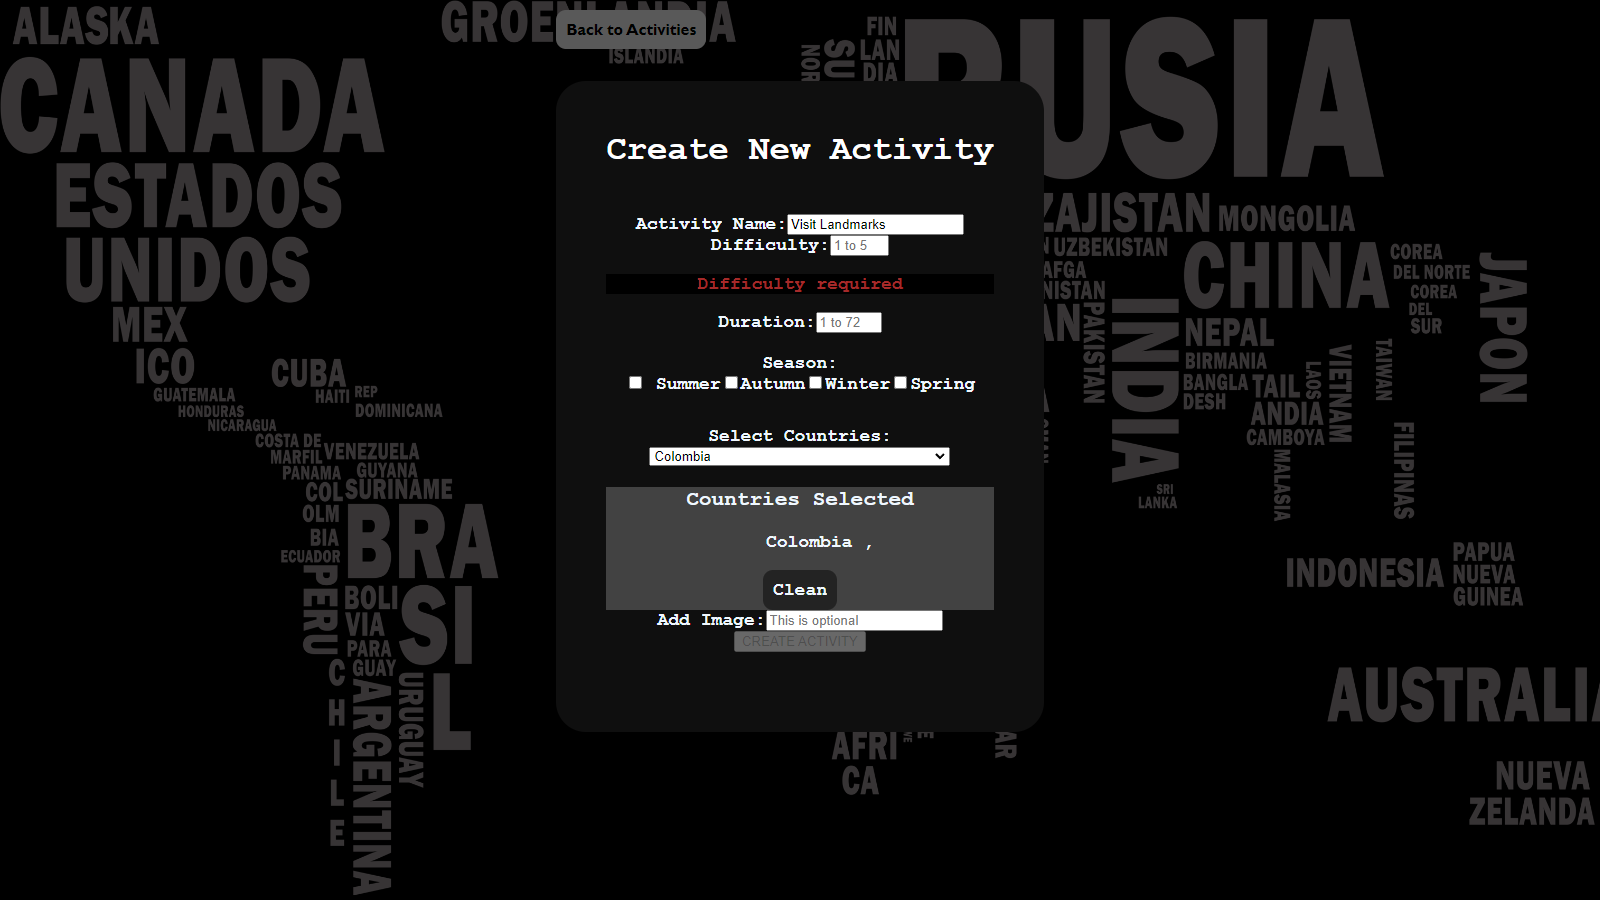 ALASKA
GROENLANDIA
Back to Activities
ISLANDIA
FIN
LAN
DIA
SU
NOR
RUSIA
CANADA
ESTADOS
UNIDOS
MEX
ICO
GUATEMALA
HONDURAS
NICARAGUA
CUBA
HAITI
REP
DOMINICANA
COSTA DE
MARFIL
PANAMA
VENEZUELA
GUYANA
SURINAME
COL
OLM
BIA
ECUADOR
PERU
BRA
SI
L
BOLI
VIA
PARA
GUAY
URUGUAY
CHILE
ARGENTINA
Create New Activity
Activity Name: Visit Landmarks
Difficulty: 1 to 5
Difficulty required
Duration: 1 to 72
Season:
Summer Autumn Winter Spring
Select Countries:
Colombia
Countries Selected
Colombia ,
Clean
Add Image: This is optional
CREATE ACTIVITY
AFRI
CA
AR
ZAJISTAN
MONGOLIA
UZBEKISTAN
AFGA
NISTAN
AN
PAKISTAN
INDIA
CHINA
NEPAL
BIRMANIA
BANGLA
DESH
TAIL
ANDIA
CAMBOYA
LAOS
VIETNAM
TAIWAN
MALASIA
FILIPINAS
SRI
LANKA
COREA
DEL NORTE
COREA
DEL
SUR
JAPON
INDONESIA
PAPUA
NUEVA
GUINEA
AUSTRALIA
NUEVA
ZELANDA